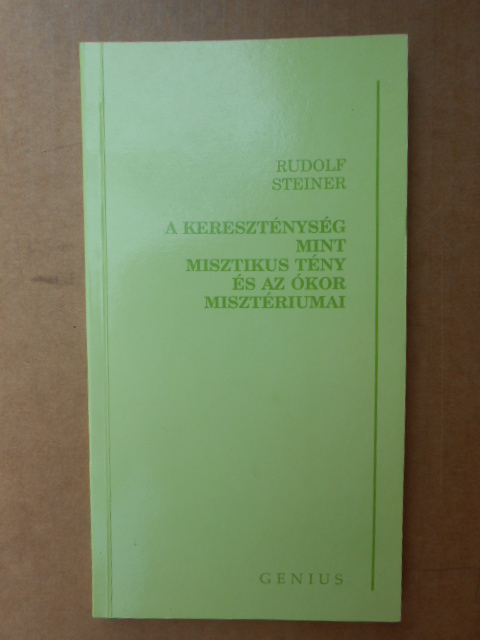 RUDOLF
STEINER
A KERESZTÉNYSÉG
MINT
MISZTIKUS TÉNY
ÉS AZ ÓKOR
MISZTÉRIUMAI
GENIUS